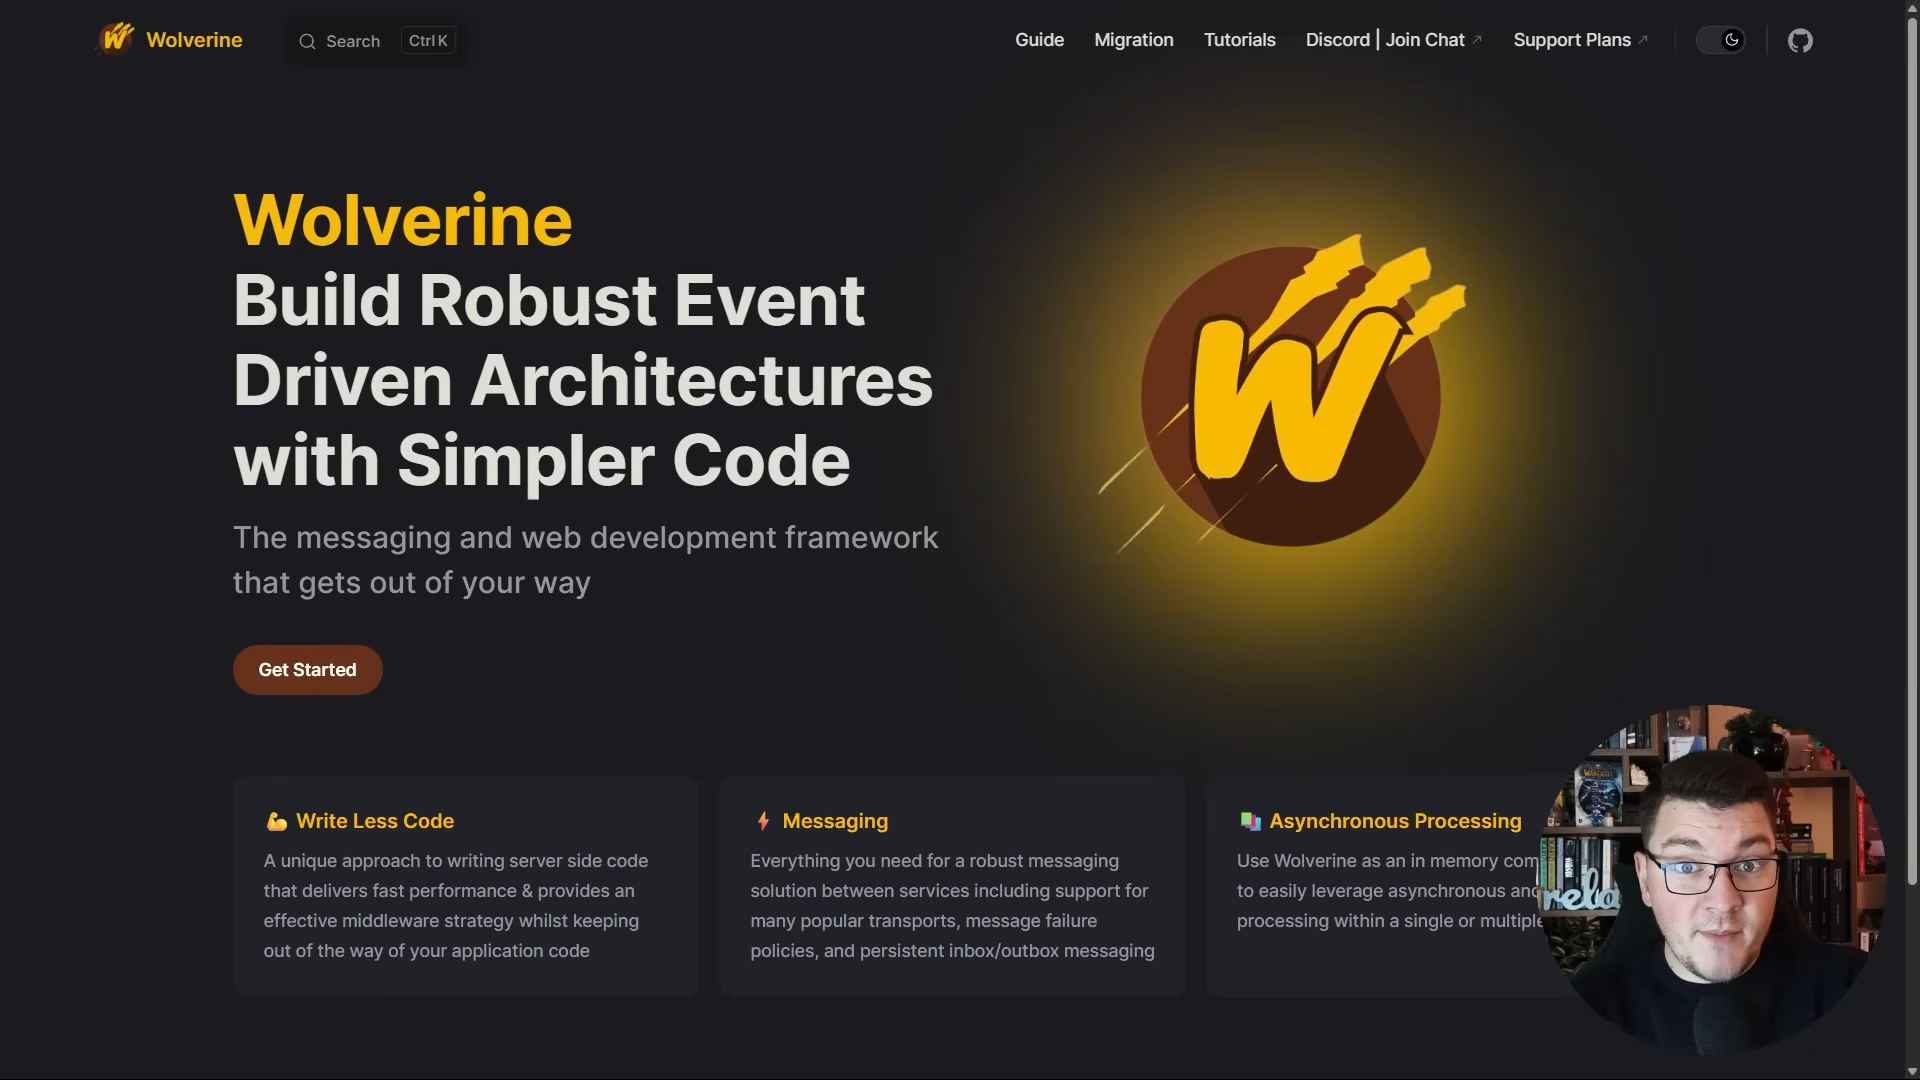 Wolverine
Search
Ctrl K
Guide
Migration
Tutorials
Discord | Join Chat
Support Plans
Wolverine
Build Robust Event
Driven Architectures
with Simpler Code
The messaging and web development framework
that gets out of your way
Get Started
Write Less Code
A unique approach to writing server side code
that delivers fast performance & provides an
effective middleware strategy whilst keeping
out of the way of your application code
Messaging
Everything you need for a robust messaging
solution between services including support for
many popular transports, message failure
policies, and persistent inbox/outbox messaging
Asynchronous Processing
Use Wolverine as an in memory com
to easily leverage asynchronous and
processing within a single or multiple
W
W
rela